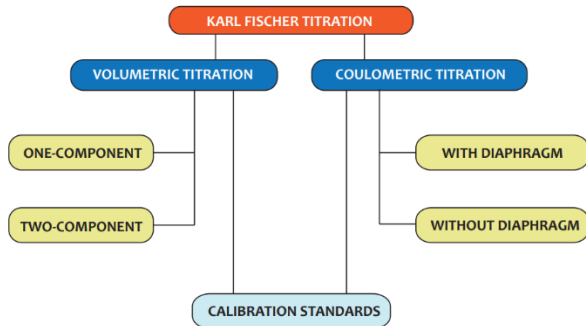 KARL FISCHER TITRATION
VOLUMETRIC TITRATION
COULOMETRIC TITRATION
ONE-COMPONENT
WITH DIAPHRAGM
TWO-COMPONENT
WITHOUT DIAPHRAGM
CALIBRATION STANDARDS